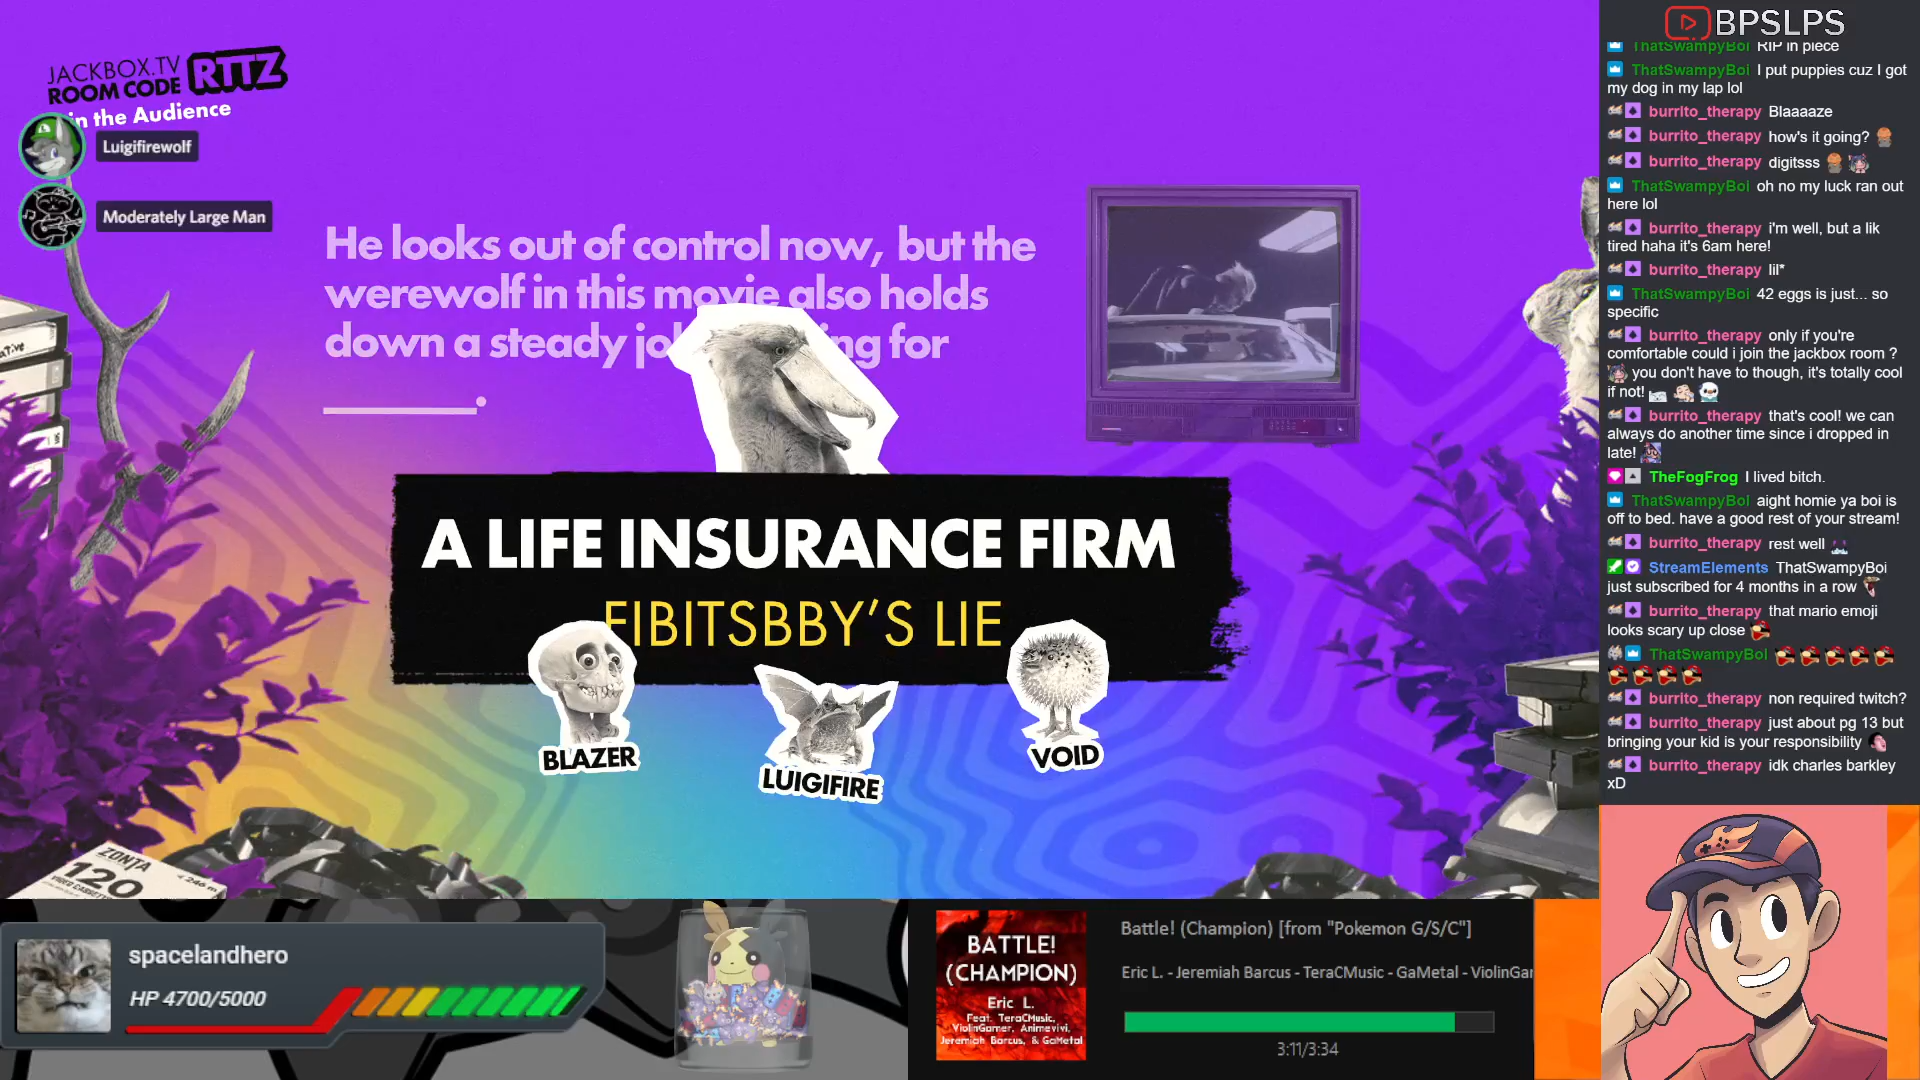 JACKBOX.TV
ROOM CODE RTTZ
in the Audience
Luigifirewolf
Moderately Large Man
He looks out of control now, but the
werewolf in this movie also holds
down a steady
ng for
A LIFE INSURANCE FIRM
FIBITSBBY'S LIE
BLAZER
LUIGIFIRE
VOID
ZONTA
120
246 m
spacelandhero
HP 4700/5000
BATTLE!
(CHAMPION)
Eric L.
Feat. TeraCMusic,
ViolinGamer, Animevivi,
Jeremiah Barcus, & GaMetal
Battle! (Champion) [from "Pokemon G/S/C"]
Eric L. - Jeremiah Barcus - TeraCMusic - GaMetal - ViolinGar
3:11/3:34
BPSLPS
ThatSwampyBoi RIP in piece
ThatSwampyBoi I put puppies cuz I got
my dog in my lap lol
burrito_therapy Blaaaaze
burrito_therapy how's it going?
burrito_therapy digitsss
ThatSwampyBoi oh no my luck ran out
here lol
burrito_therapy i'm well, but a lik
tired haha it's 6am here!
burrito_therapy lil*
ThatSwampyBoi 42 eggs is just... so
specific
burrito_therapy only if you're
comfortable could i join the jackbox room ?
you don't have to though, it's totally cool
if not!
burrito_therapy that's cool! we can
always do another time since i dropped in
late!
TheFogFrog I lived bitch.
ThatSwampyBoi aight homie ya boi is
off to bed. have a good rest of your stream!
burrito_therapy rest well
StreamElements ThatSwampyBoi
just subscribed for 4 months in a row
burrito_therapy that mario emoji
looks scary up close
ThatSwampyBoi
burrito_therapy non required twitch?
burrito_therapy just about pg 13 but
bringing your kid is your responsibility
burrito_therapy idk charles barkley
xD